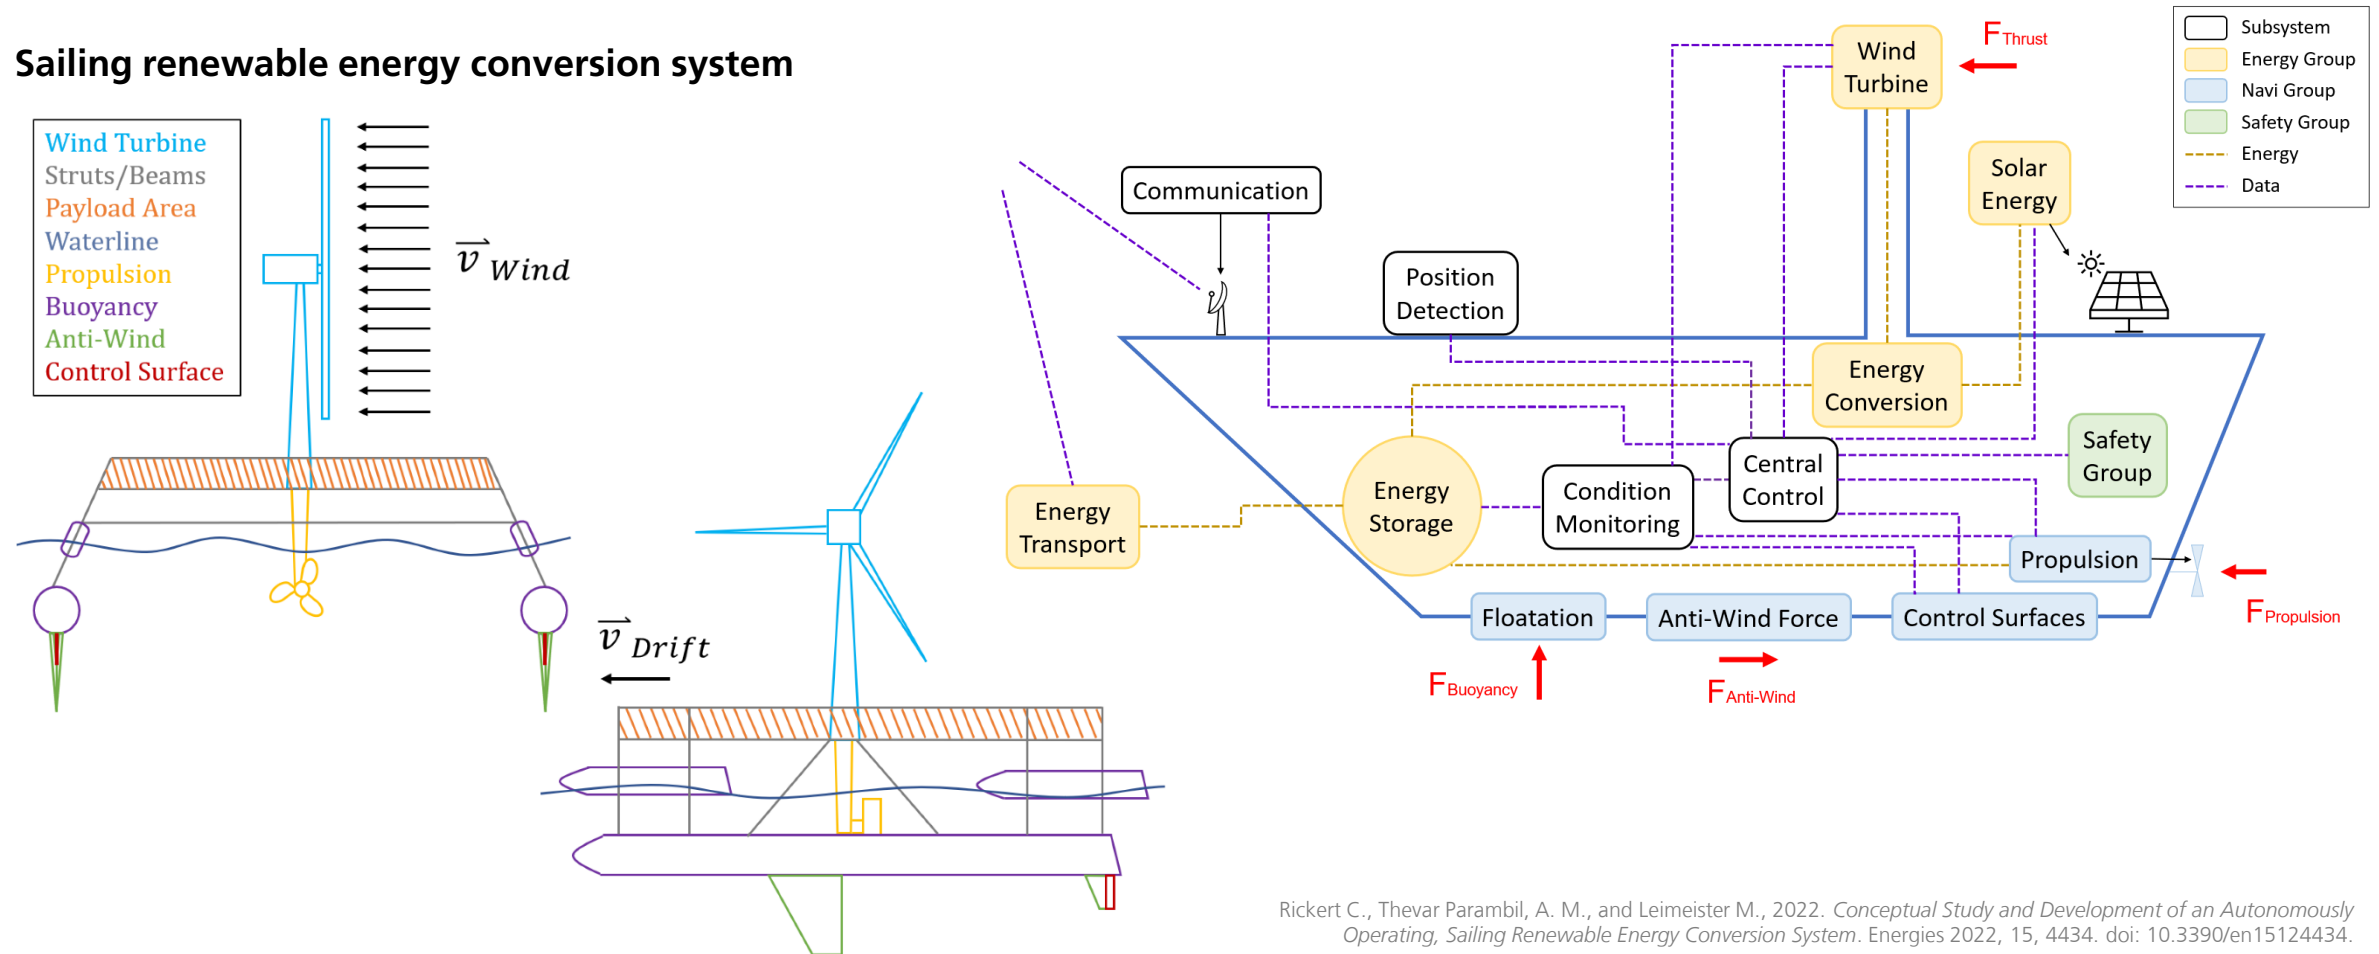 Sailing renewable energy conversion system
Wind Turbine
Struts/Beams
Payload Area
Waterline
Propulsion
Buoyancy
Anti-Wind
Control Surface
v Wind
v Drift
Wind
Turbine
F Thrust
Communication
Position
Detection
Solar
Energy
Energy
Conversion
Safety
Group
Central
Control
Condition
Monitoring
Energy
Storage
Energy
Transport
Propulsion
F Propulsion
Floatation
Anti-Wind Force
Control Surfaces
F Buoyancy
F Anti-Wind
Subsystem
Energy Group
Navi Group
Safety Group
Energy
Data
Rickert C., Thevar Parambil, A. M., and Leimeister M., 2022. Conceptual Study and Development of an Autonomously
Operating, Sailing Renewable Energy Conversion System. Energies 2022, 15, 4434. doi: 10.3390/en15124434.